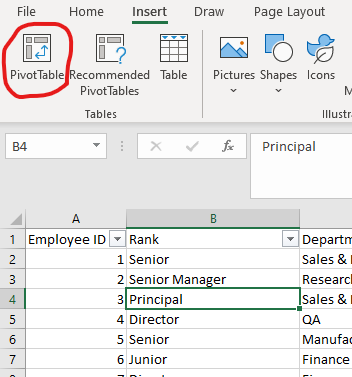 File Home Insert Draw Page Layout
PivotTable Recommended PivotTables Table Pictures Shapes Icons
Tables
B4 fx Principal
A B
1 Employee ID Rank
2 1 Senior Sales &
3 2 Senior Manager
4 3 Principal Sales &
5 4 Director QA
6 5 Senior
7 6 Junior Finance